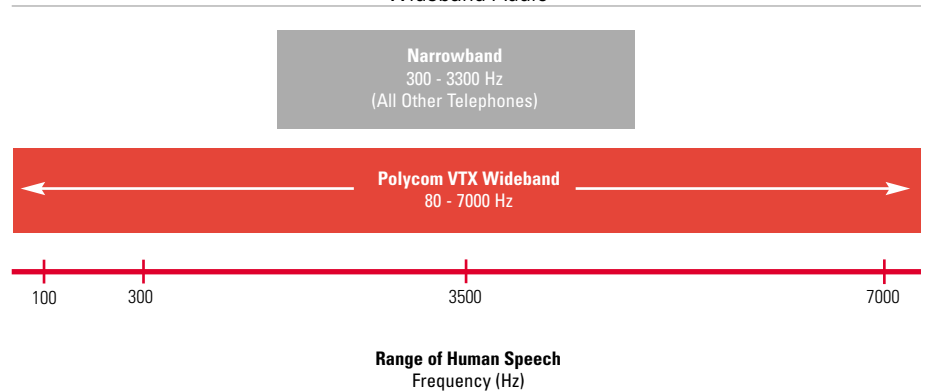 Narrowband
300 - 3300 Hz
(All Other Telephones)
Polycom VTX Wideband
80 - 7000 Hz
100 300 3500 7000
Range of Human Speech
Frequency (Hz)